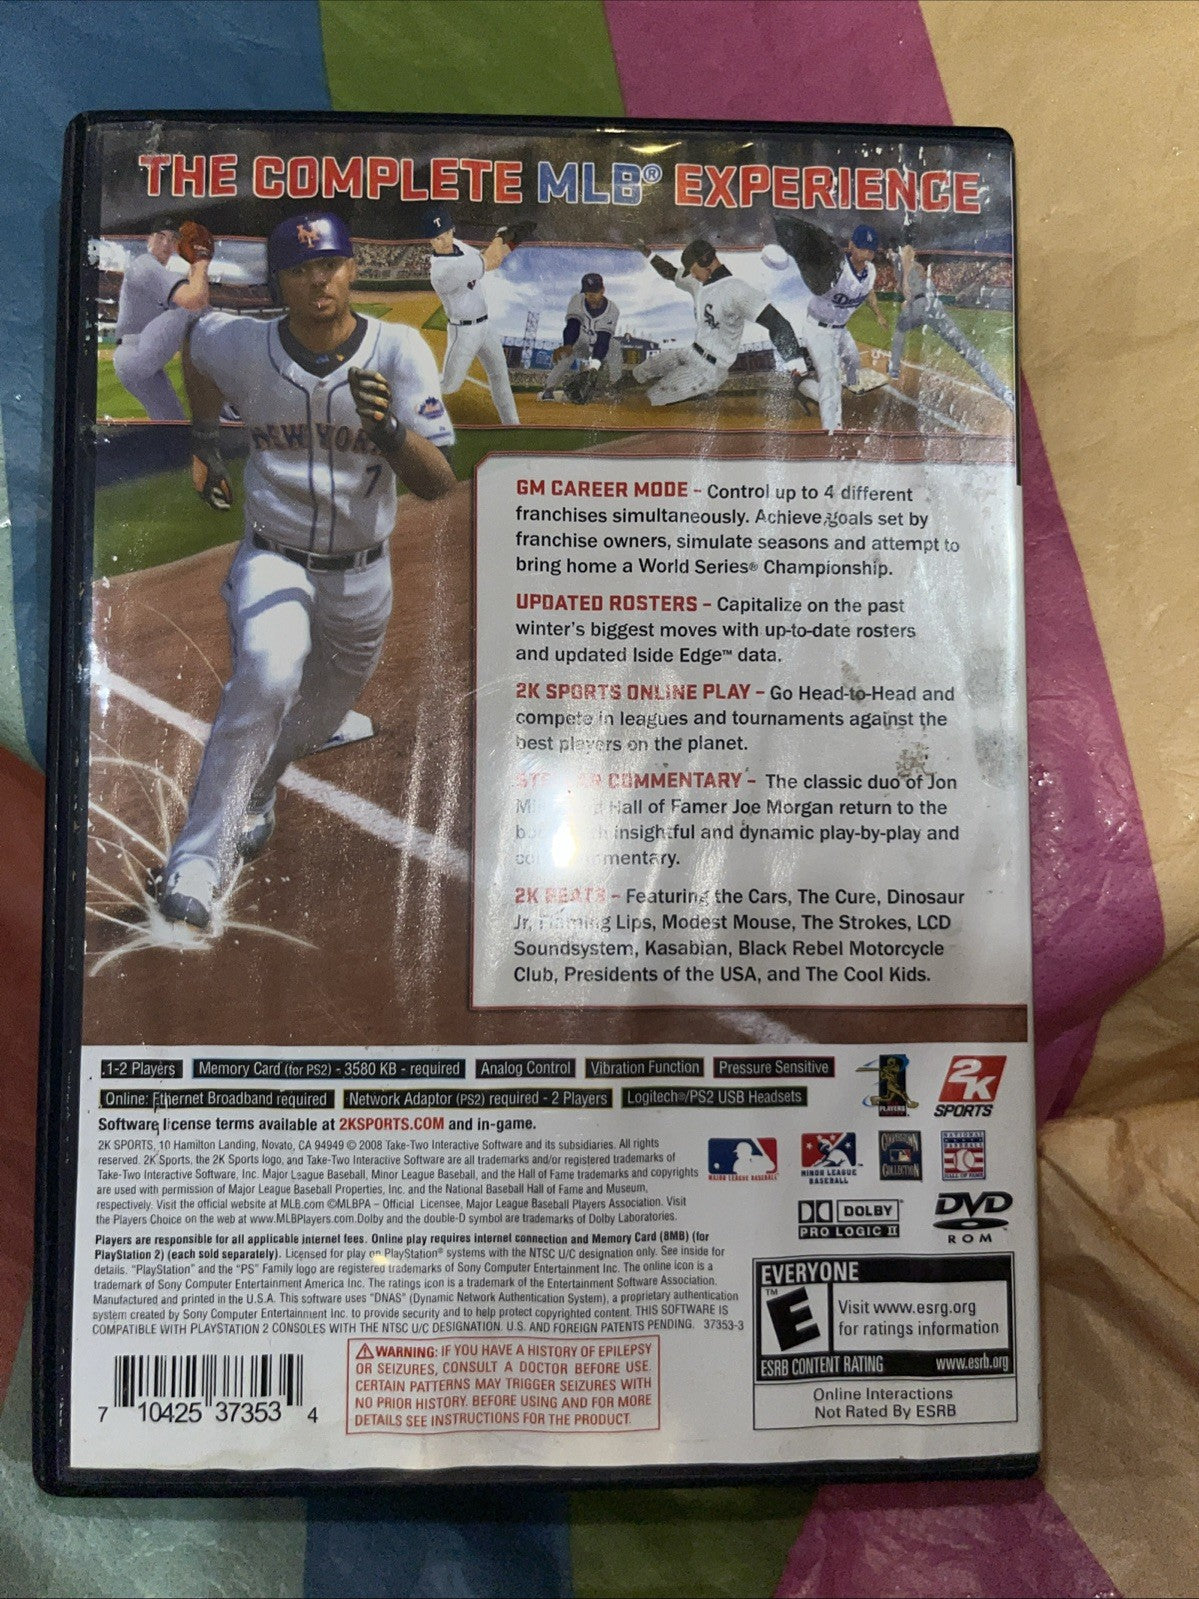 THE COMPLETE MLB® EXPERIENCE
NEW YORK
7
GM CAREER MODE - Control up to 4 different
franchises simultaneously. Achieve goals set by
franchise owners, simulate seasons and attempt to
bring home a World Series® Championship.
UPDATED ROSTERS - Capitalize on the past
winter's biggest moves with up-to-date rosters
and updated Iside Edge™ data.
2K SPORTS ONLINE PLAY - Go Head-to-Head and
compete in leagues and tournaments against the
best players on the planet.
COMMENTARY - The classic duo of Jon
Hall of Famer Joe Morgan return to the
insightful and dynamic play-by-play and
2K BEATS - Featuring the Cars, The Cure, Dinosaur
Jr, Flaming Lips, Modest Mouse, The Strokes, LCD
Soundsystem, Kasabian, Black Rebel Motorcycle
Club, Presidents of the USA, and The Cool Kids.
1-2 Players Memory Card (for PS2) - 3580 KB - required Analog Control Vibration Function Pressure Sensitive
Online: Ethernet Broadband required Network Adaptor (PS2) required - 2 Players Logitech®/PS2 USB Headsets
PLAYERS
2K
SPORTS
Software license terms available at 2KSPORTS.COM and in-game.
2K SPORTS, 10 Hamilton Landing, Novato, CA 94949 © 2008 Take-Two Interactive Software and its subsidiaries. All rights
reserved. 2K Sports, the 2K Sports logo, and Take-Two Interactive Software are all trademarks and/or registered trademarks of
Take-Two Interactive Software, Inc. Major League Baseball, Minor League Baseball, and the Hall of Fame trademarks and copyrights
are used with permission of Major League Baseball Properties, Inc. and the National Baseball Hall of Fame and Museum,
respectively. Visit the official website at MLB.com ©MLBPA - Official Licensee, Major League Baseball Players Association. Visit
the Players Choice on the web at www.MLBPlayers.com.Dolby and the double-D symbol are trademarks of Dolby Laboratories.
Players are responsible for all applicable internet fees. Online play requires internet connection and Memory Card (8MB) (for
PlayStation 2) (each sold separately). Licensed for play on PlayStation® systems with the NTSC U/C designation only. See inside for
details. "PlayStation" and the "PS" Family logo are registered trademarks of Sony Computer Entertainment Inc. The online icon is a
trademark of Sony Computer Entertainment America Inc. The ratings icon is a trademark of the Entertainment Software Association.
Manufactured and printed in the U.S.A. This software uses "DNAS" (Dynamic Network Authentication System), a proprietary authentication
system created by Sony Computer Entertainment Inc. to provide security and to help protect copyrighted content. THIS SOFTWARE IS
COMPATIBLE WITH PLAYSTATION 2 CONSOLES WITH THE NTSC U/C DESIGNATION. U.S. AND FOREIGN PATENTS PENDING. 37353-3
MAJOR LEAGUE BASEBALL
MINOR LEAGUE
BASEBALL
COOPERSTOWN
COLLECTION
NATIONAL
BASEBALL
HALL OF FAME
DOLBY
PRO LOGIC II
DVD
ROM
EVERYONE
E
Visit www.esrg.org
for ratings information
ESRB CONTENT RATING www.esrb.org
Online Interactions
Not Rated By ESRB
7 10425 37353 4
WARNING: IF YOU HAVE A HISTORY OF EPILEPSY
OR SEIZURES, CONSULT A DOCTOR BEFORE USE.
CERTAIN PATTERNS MAY TRIGGER SEIZURES WITH
NO PRIOR HISTORY. BEFORE USING AND FOR MORE
DETAILS SEE INSTRUCTIONS FOR THE PRODUCT.